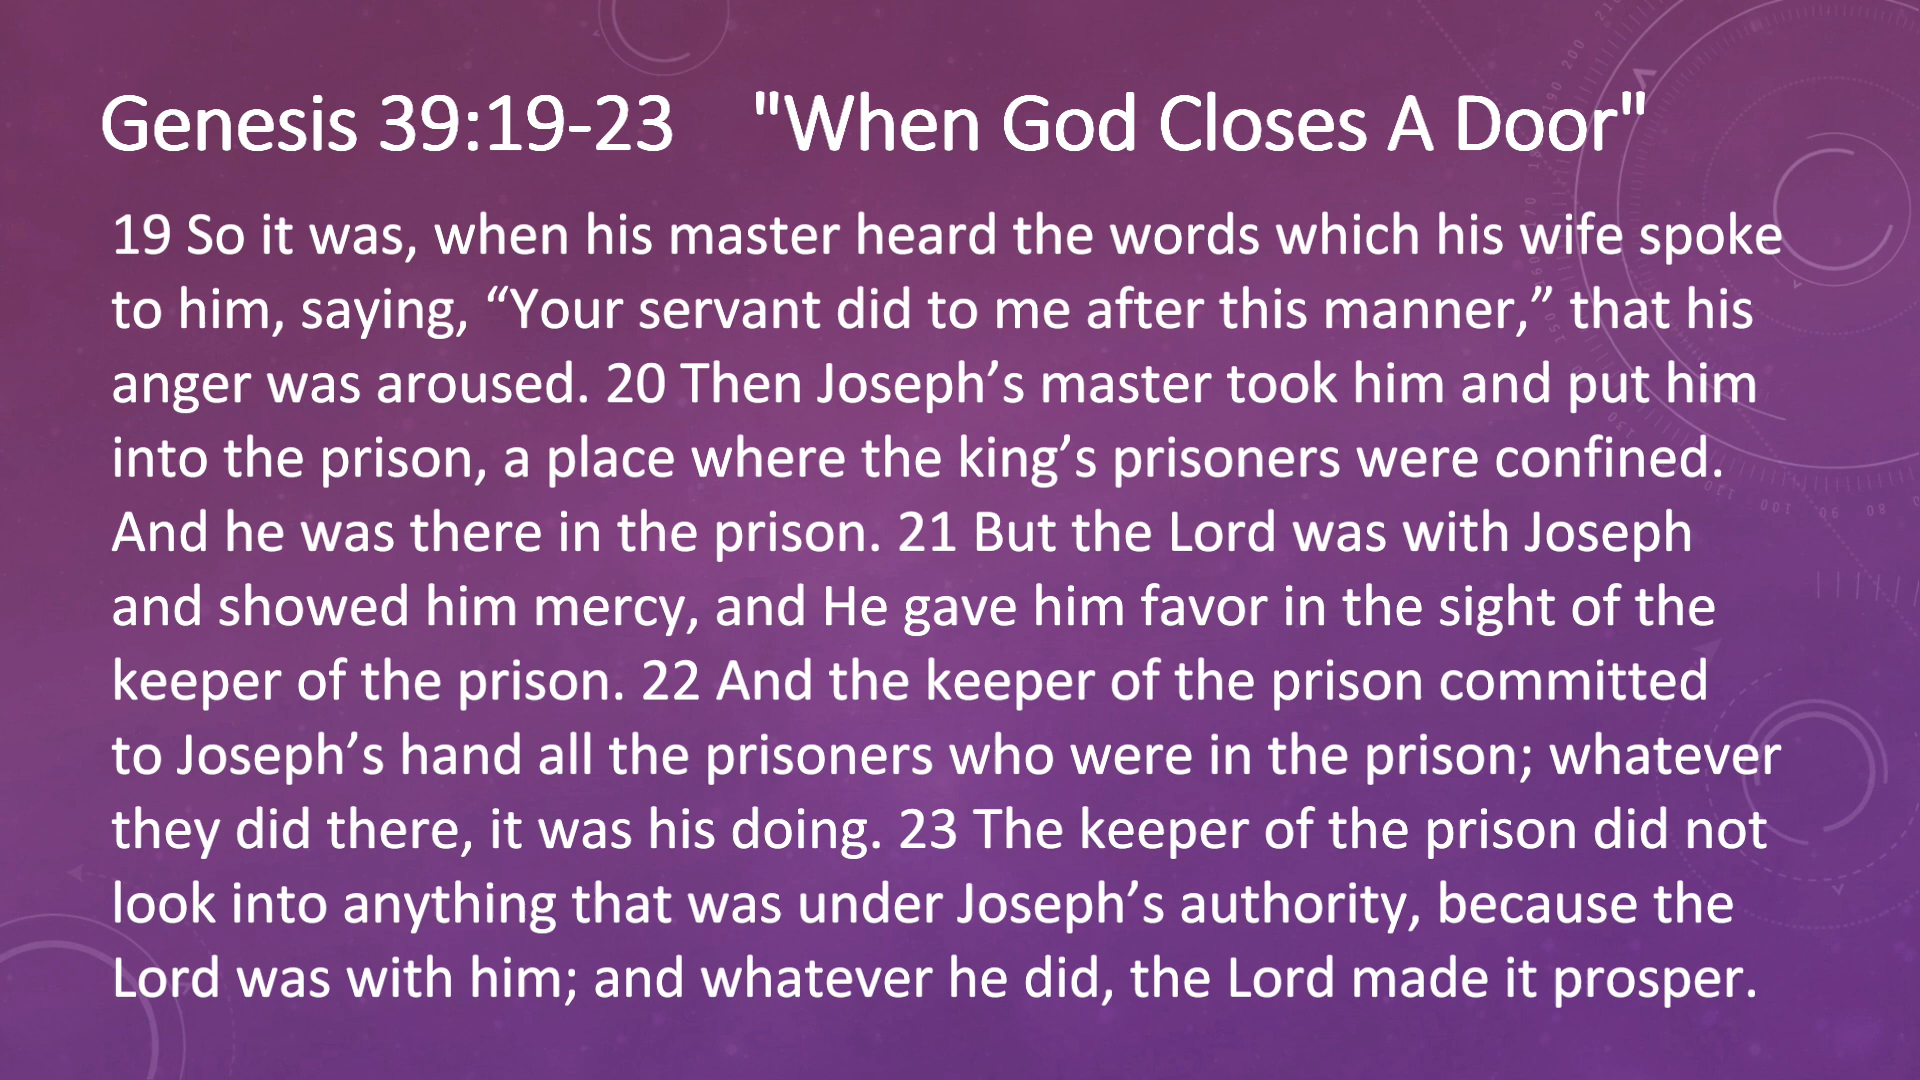 Genesis 39:19-23    "When God Closes A Door"
19 So it was, when his master heard the words which his wife spoke
to him, saying, “Your servant did to me after this manner,” that his
anger was aroused. 20 Then Joseph’s master took him and put him
into the prison, a place where the king’s prisoners were confined.
And he was there in the prison. 21 But the Lord was with Joseph
and showed him mercy, and He gave him favor in the sight of the
keeper of the prison. 22 And the keeper of the prison committed
to Joseph’s hand all the prisoners who were in the prison; whatever
they did there, it was his doing. 23 The keeper of the prison did not
look into anything that was under Joseph’s authority, because the
Lord was with him; and whatever he did, the Lord made it prosper.